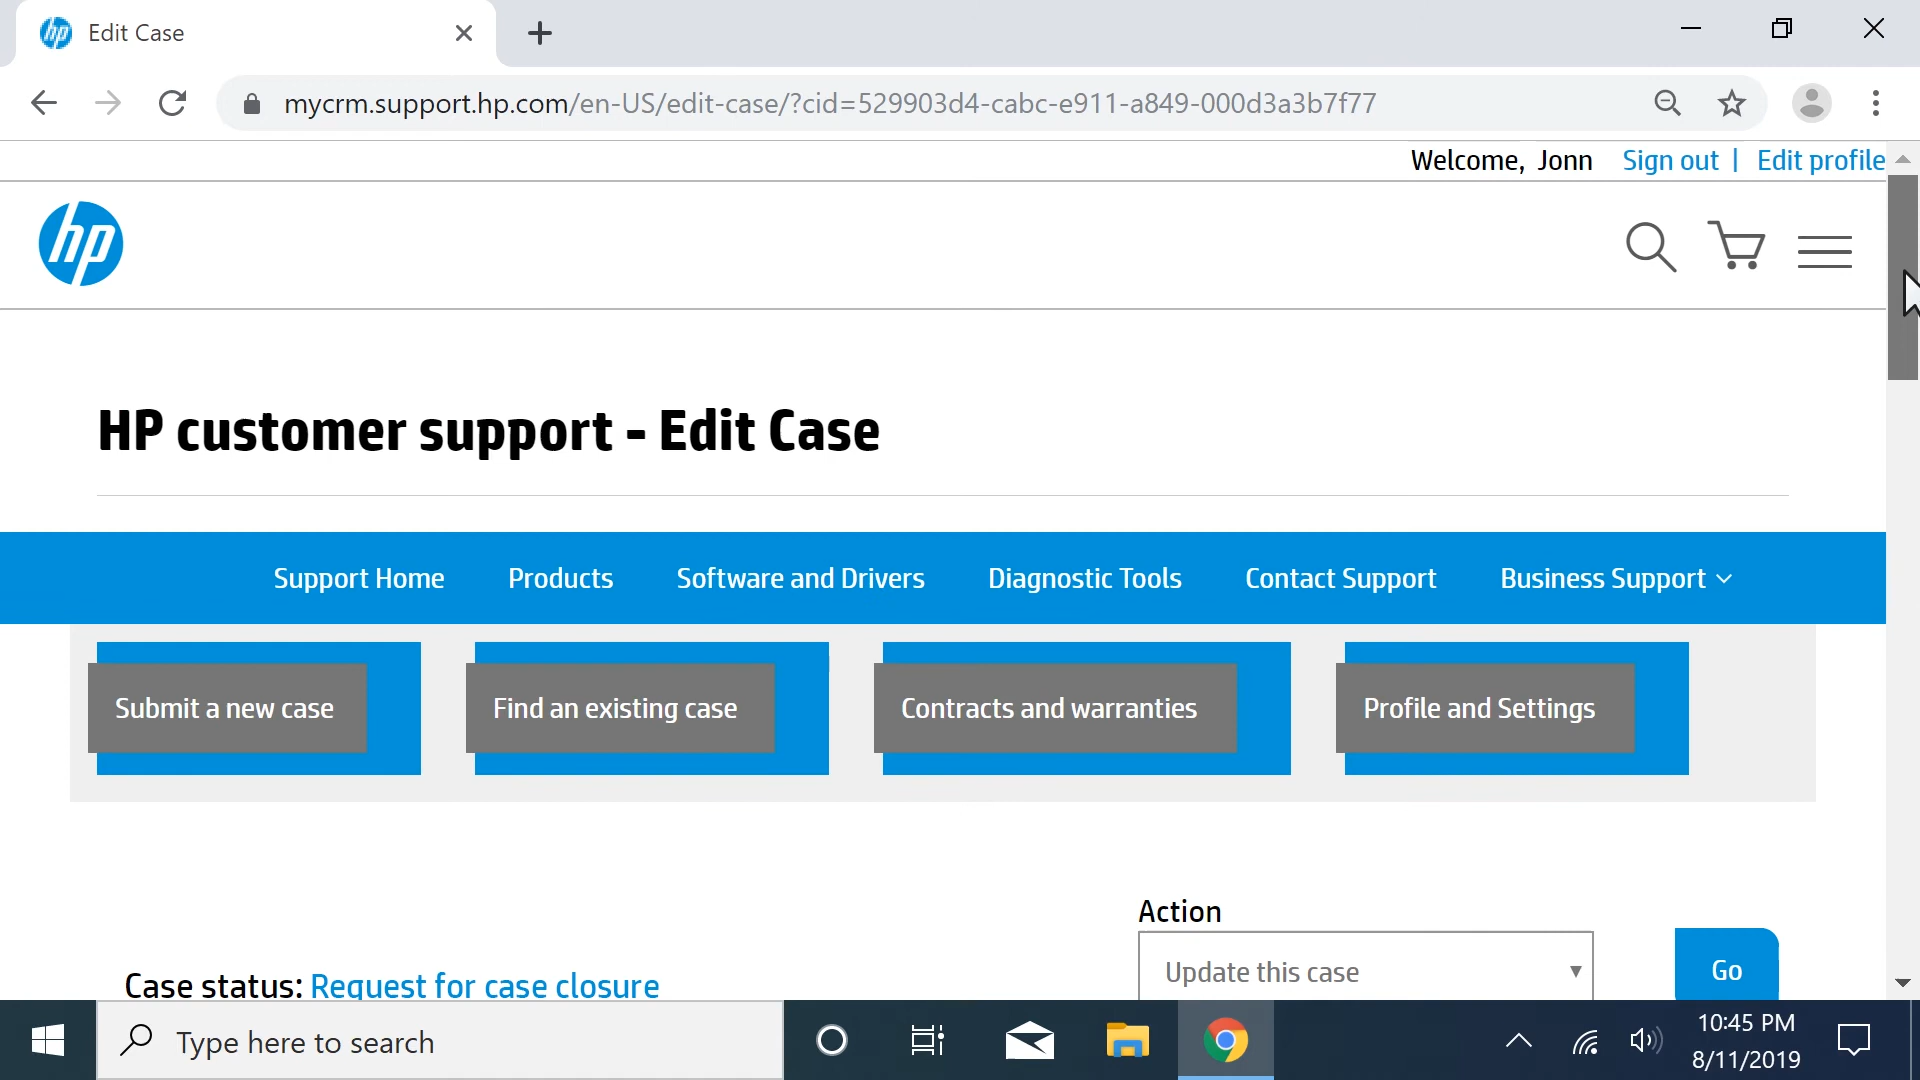 hp Edit Case
mycrm.support.hp.com/en-US/edit-case/?cid=529903d4-cabc-e911-a849-000d3a3b7f77
Welcome, Jonn Sign out | Edit profile
hp
HP customer support - Edit Case
Support Home Products Software and Drivers Diagnostic Tools Contact Support Business Support
Submit a new case Find an existing case Contracts and warranties Profile and Settings
Action
Update this case Go
Case status: Request for case closure
Type here to search 10:45 PM
8/11/2019